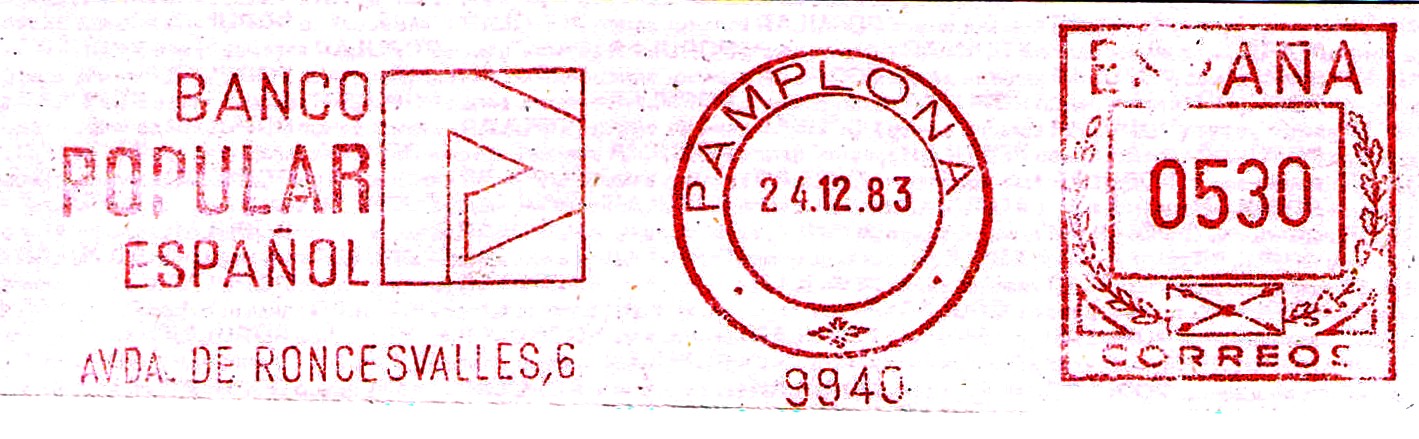 BANCO
POPULAR
ESPAÑOL
AVDA. DE RONCESVALLES,6
PAMPLONA
24.12.83
9940
ESPAÑA
0530
CORREOS